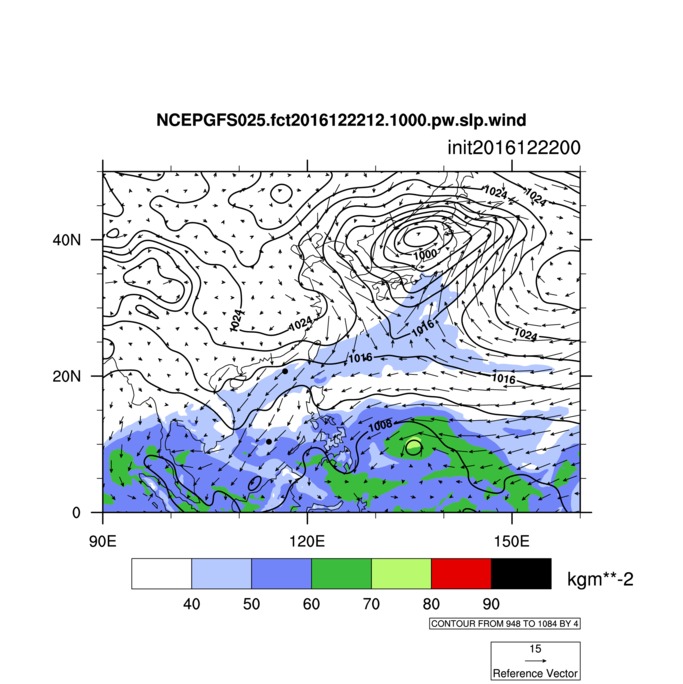 NCEPGFS025.fct2016122212.1000.pw.slp.wind
init2016122200
1024
1024
40N
1000
1024
1024
1016
1024
1016
20N
1016
1008
0
90E
120E
150E
kgm**-2
40
50
60
70
80
90
CONTOUR FROM 948 TO 1084 BY 4
15
Reference Vector